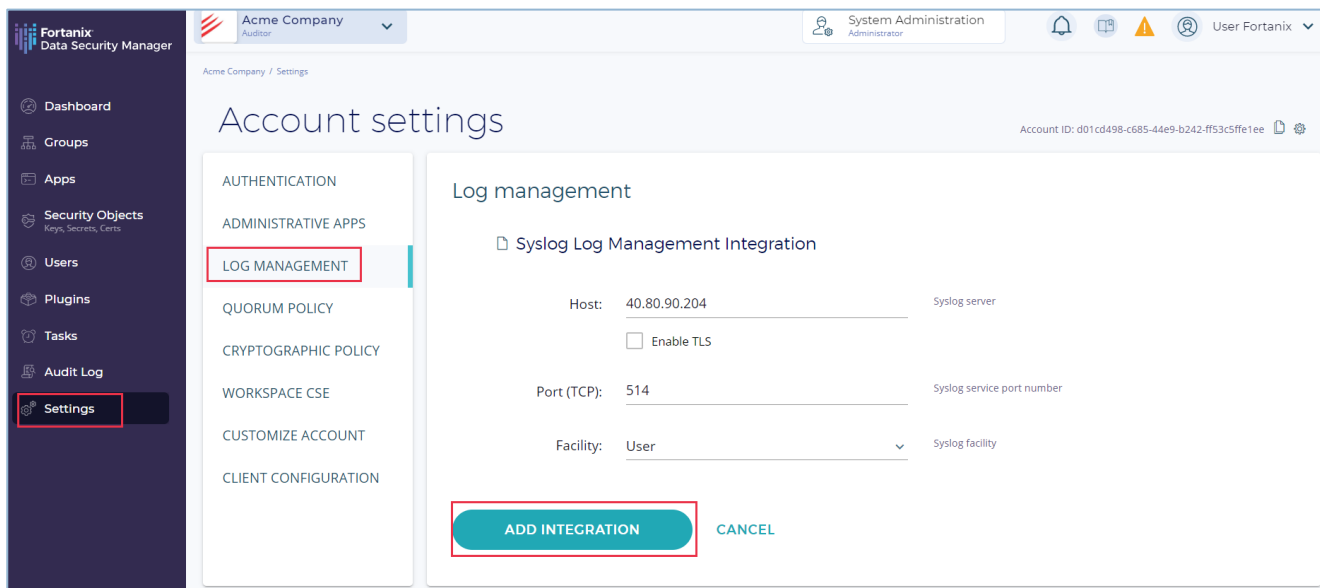 Fortanix
Data Security Manager
Acme Company
Auditor
System Administration
Administrator
User Fortanix
Acme Company / Settings
Dashboard
Groups
Apps
Security Objects
Keys, Secrets, Certs
Users
Plugins
Tasks
Audit Log
Settings
Account settings
Account ID: d01cd498-c685-44e9-b242-ff53c5ffe1ee
AUTHENTICATION
ADMINISTRATIVE APPS
LOG MANAGEMENT
QUORUM POLICY
CRYPTOGRAPHIC POLICY
WORKSPACE CSE
CUSTOMIZE ACCOUNT
CLIENT CONFIGURATION
Log management
Syslog Log Management Integration
Host: 40.80.90.204 Syslog server
Enable TLS
Port (TCP): 514 Syslog service port number
Facility: User Syslog facility
ADD INTEGRATION CANCEL